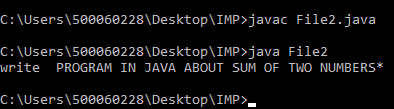 C:\Users\500060228\Desktop\IMP>javac File2.java
C:\Users\500060228\Desktop\IMP>java File2
write  PROGRAM IN JAVA ABOUT SUM OF TWO NUMBERS*
C:\Users\500060228\Desktop\IMP>